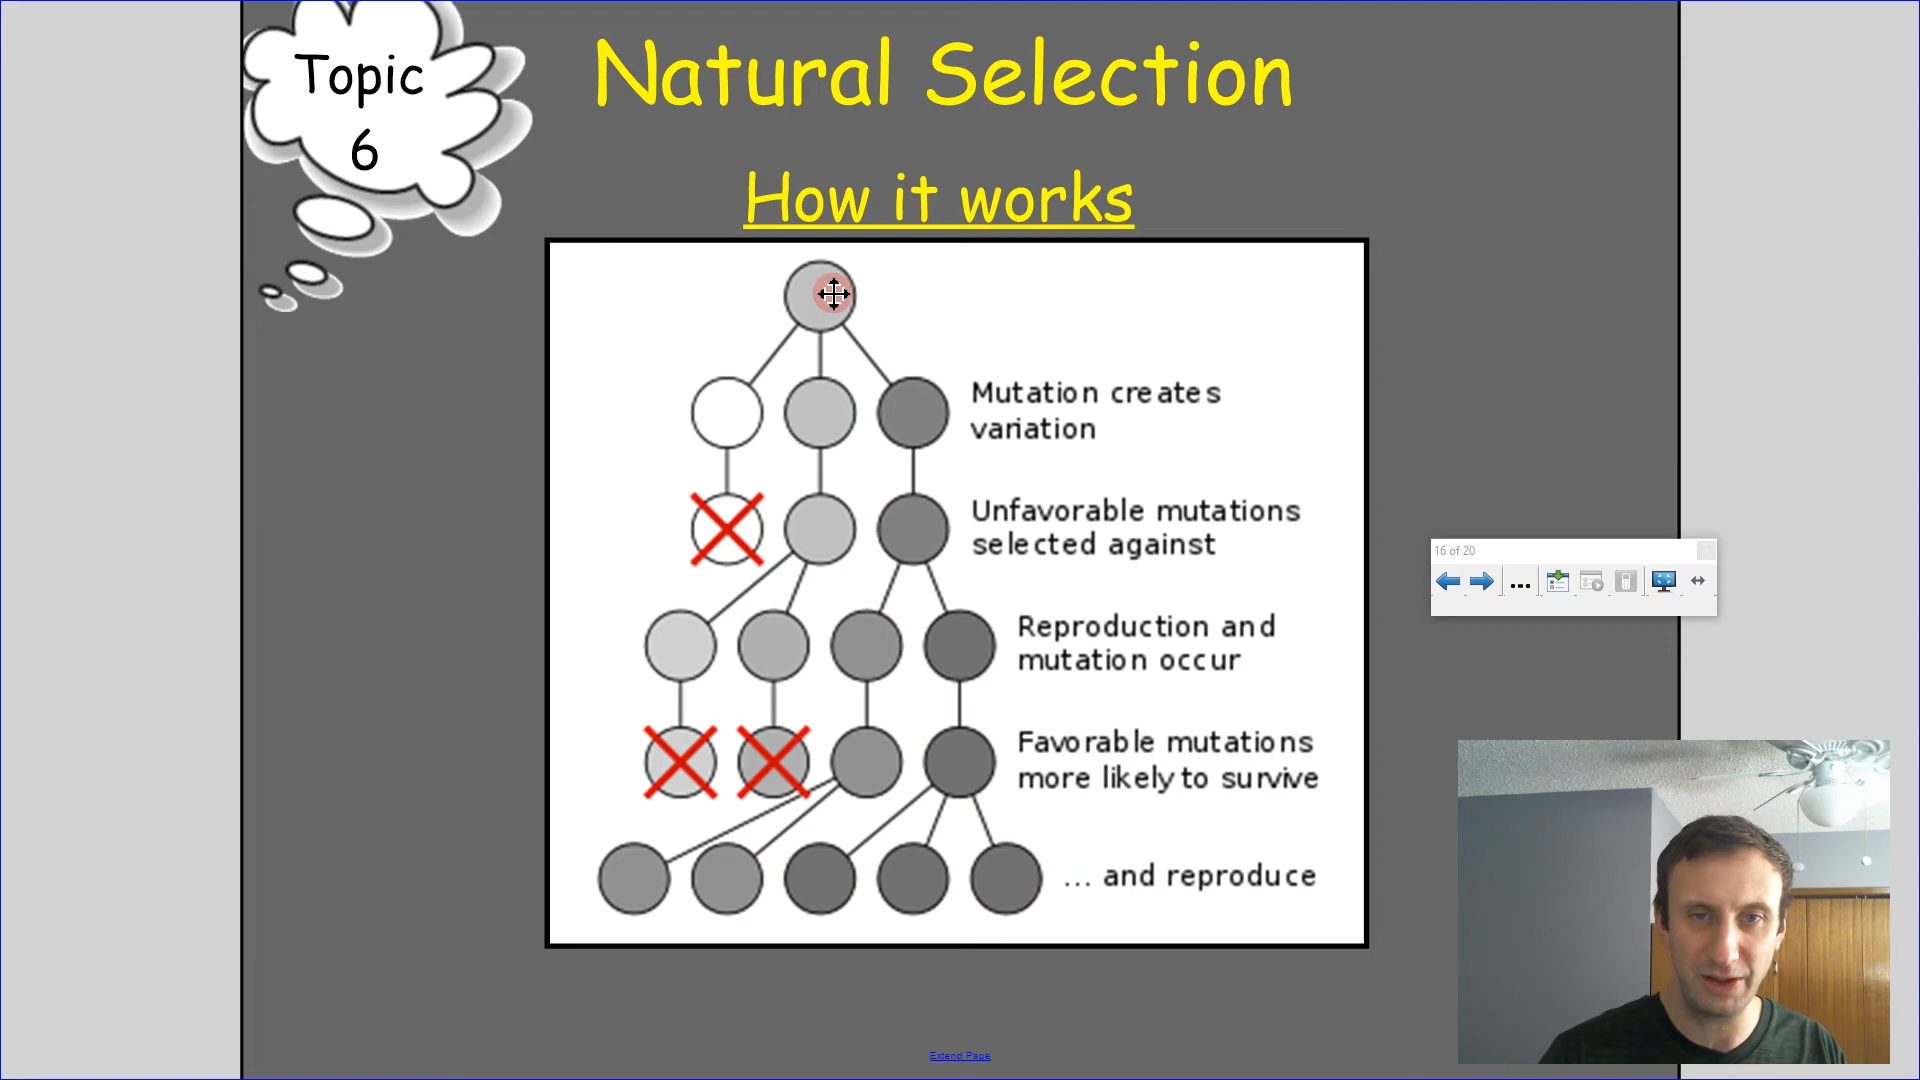 Topic
6
Natural Selection
How it works
Mutation creates
variation
Unfavorable mutations
selected against
Reproduction and
mutation occur
16 of 20
Favorable mutations
more likely to survive
... and reproduce
Extend Page